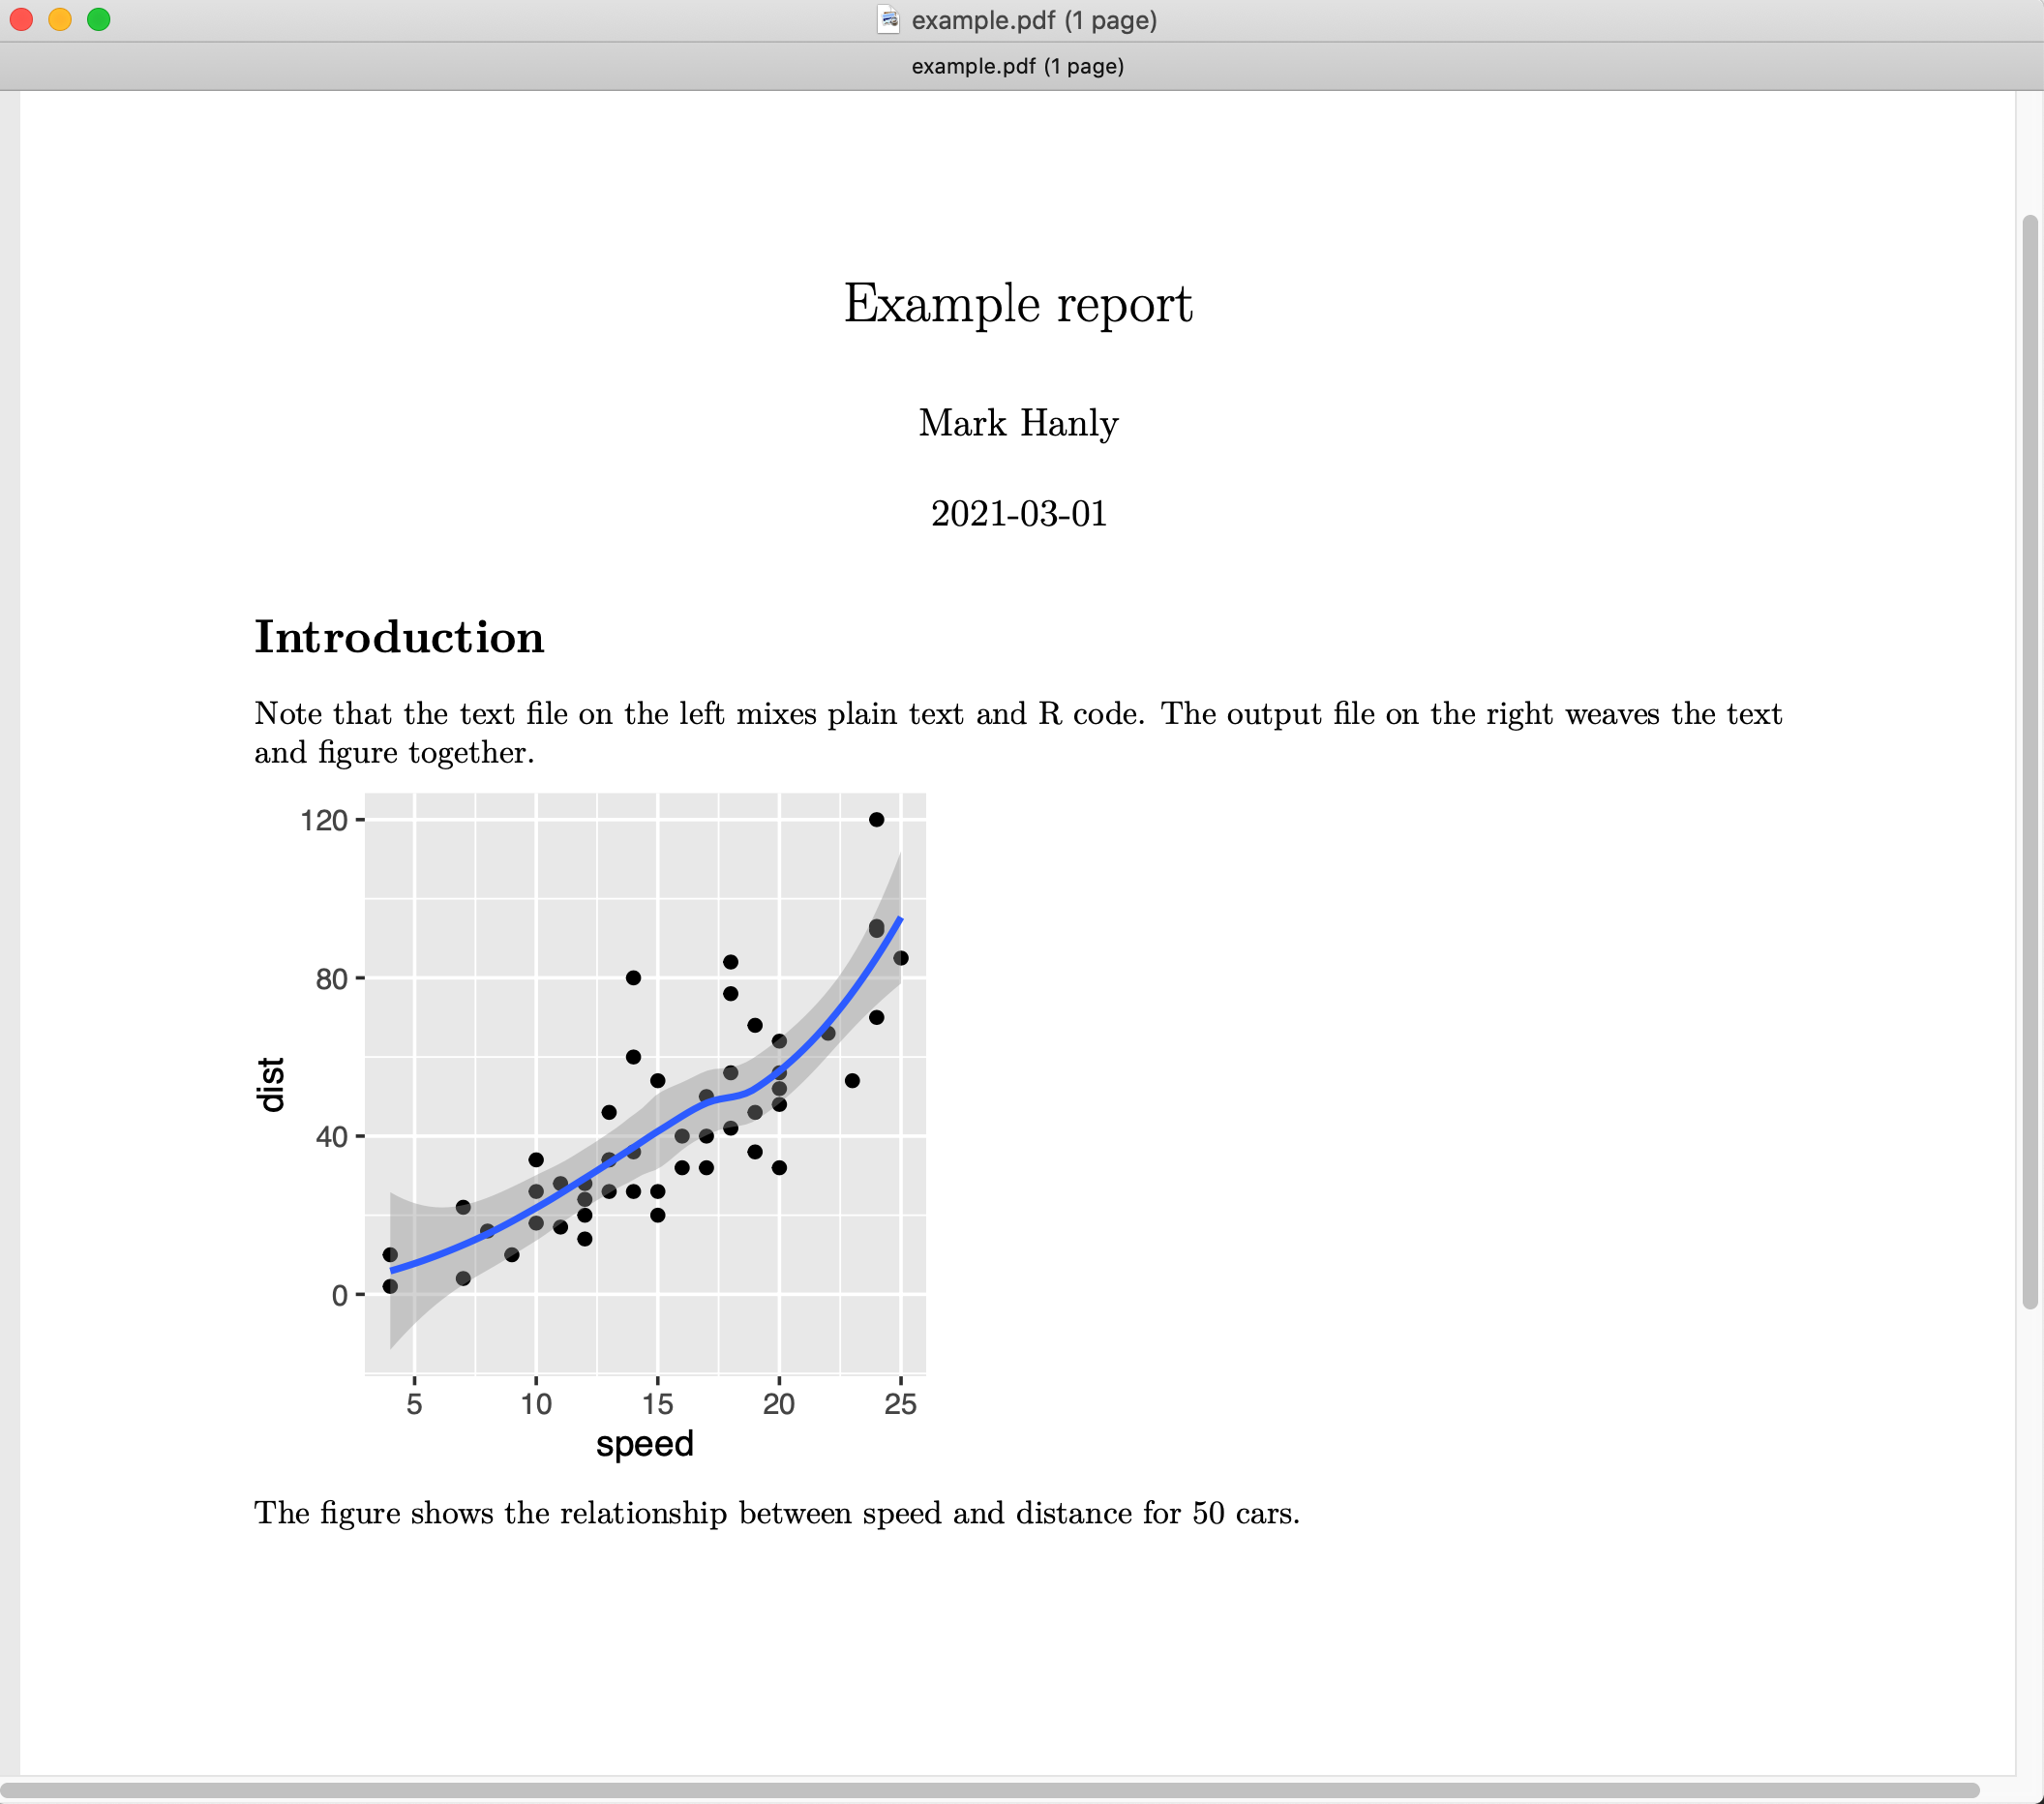 example.pdf (1 page)
example.pdf (1 page)
Example report
Mark Hanly
2021-03-01
Introduction
Note that the text file on the left mixes plain text and R code. The output file on the right weaves the text
and figure together.
120
80
40
0
dist
5 10 15 20 25
speed
The figure shows the relationship between speed and distance for 50 cars.